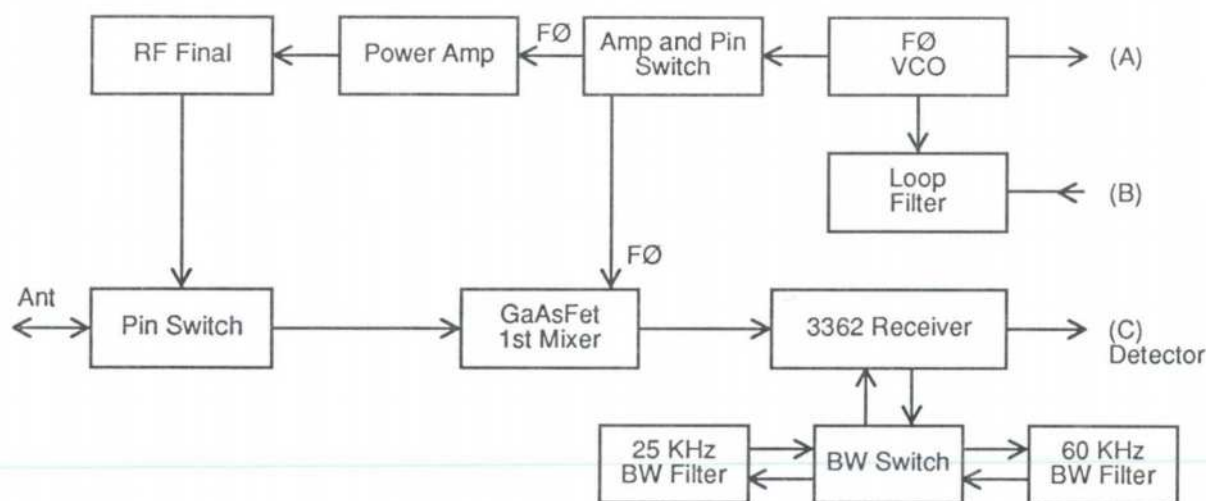 RF Final
Power Amp
FØ
Amp and Pin
Switch
FØ
VCO
(A)
Loop
Filter
(B)
FØ
Ant
Pin Switch
GaAsFet
1st Mixer
3362 Receiver
(C)
Detector
25 KHz
BW Filter
BW Switch
60 KHz
BW Filter